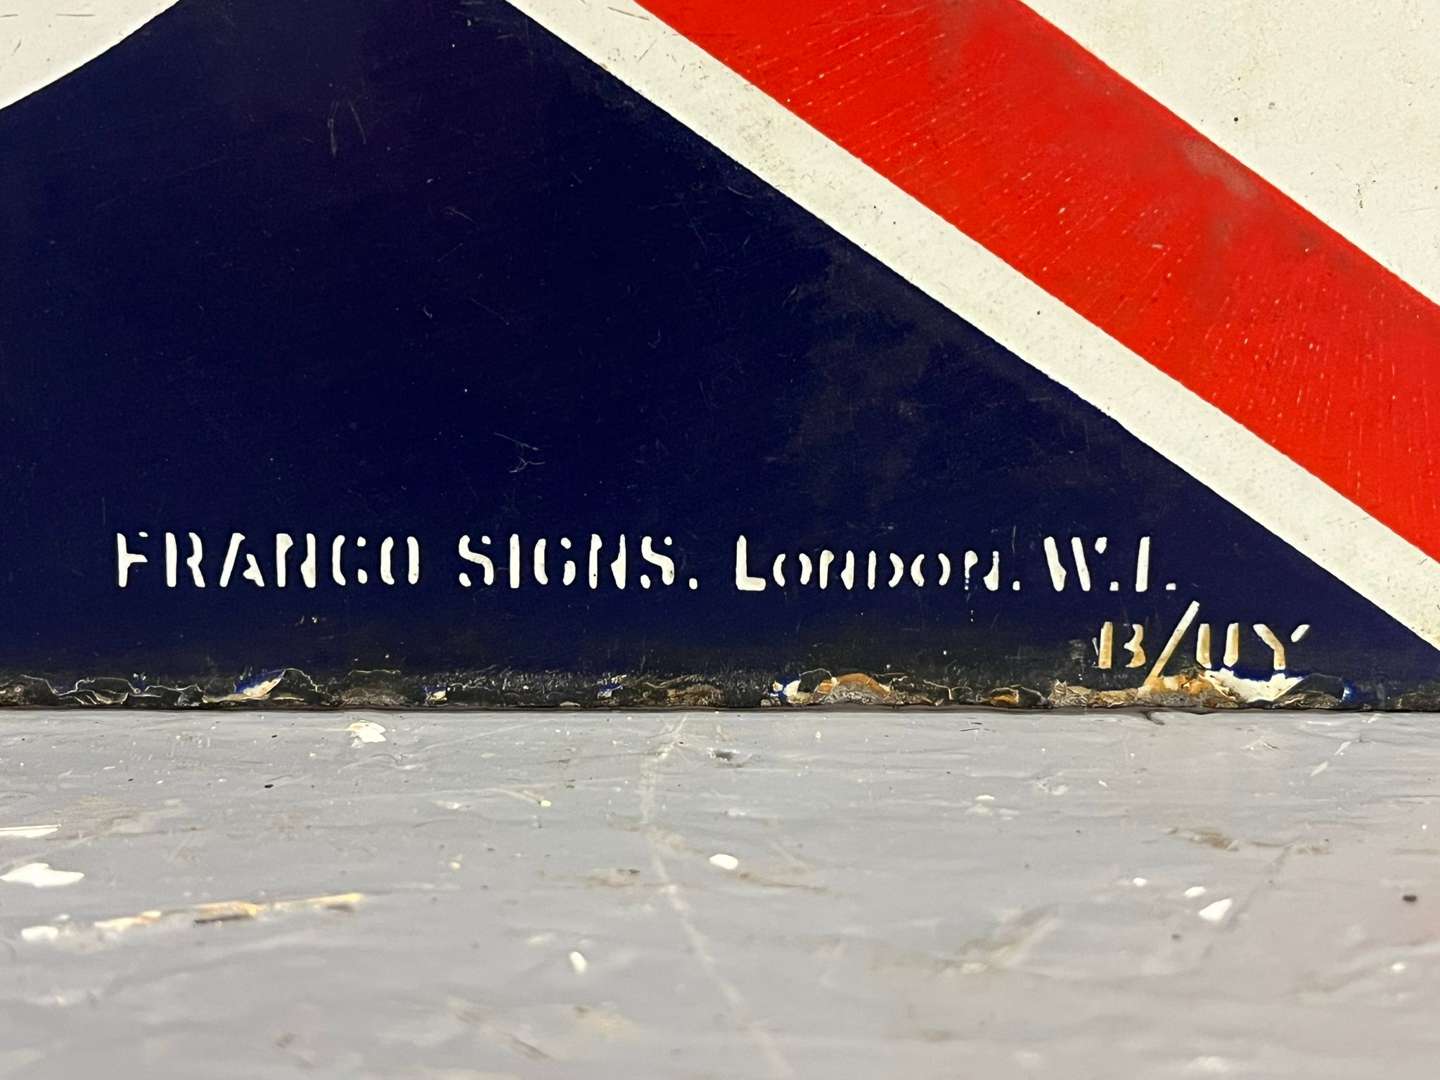 FRANCO SIGNS. LONDON. W.1.
B/UY